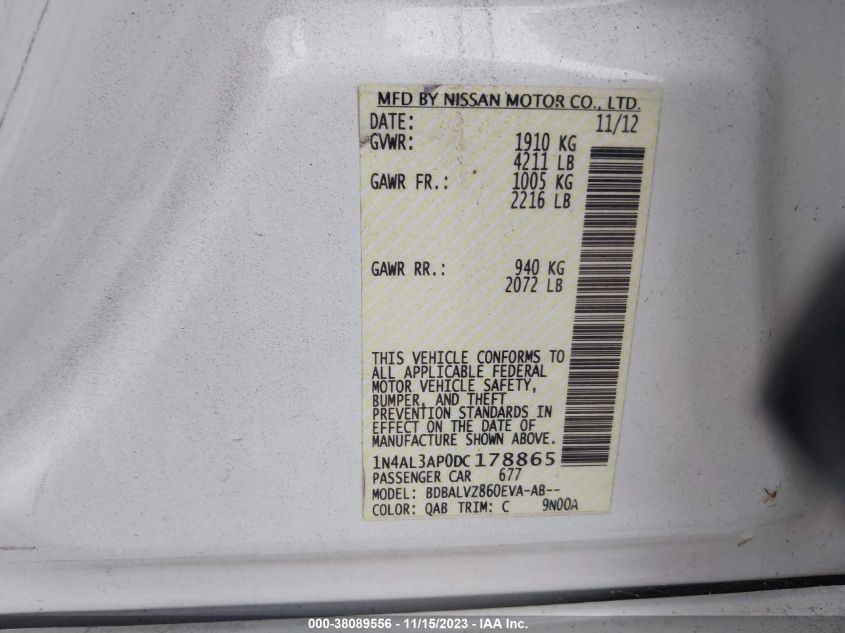 MFD BY NISSAN MOTOR CO., LTD.
DATE: 11/12
GVWR: 1910 KG
4211 LB
GAWR FR.: 1005 KG
2216 LB
GAWR RR.: 940 KG
2072 LB
THIS VEHICLE CONFORMS TO
ALL APPLICABLE FEDERAL
MOTOR VEHICLE SAFETY,
BUMPER, AND THEFT
PREVENTION STANDARDS IN
EFFECT ON THE DATE OF
MANUFACTURE SHOWN ABOVE.
1N4AL3AP0DC178865
PASSENGER CAR 677
MODEL: BDBALVZ860EVA-AB--
COLOR: QAB TRIM: C 9N00A
000-38089556 - 11/15/2023 - IAA Inc.